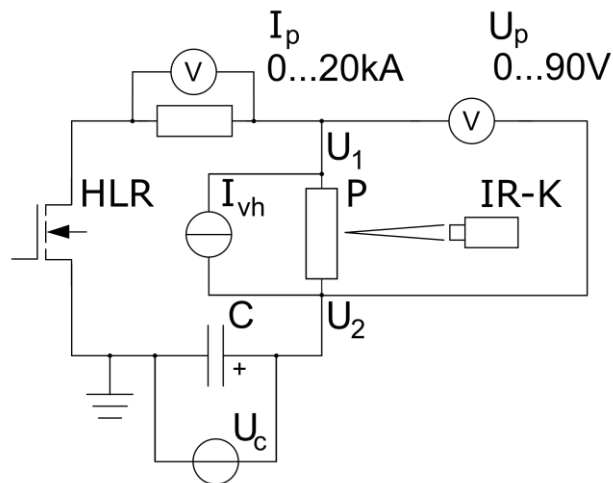 I_p
0...20kA
U_p
0...90V
V
V
U_1
HLR
I_vh
P
IR-K
C
U_2
+
U_c